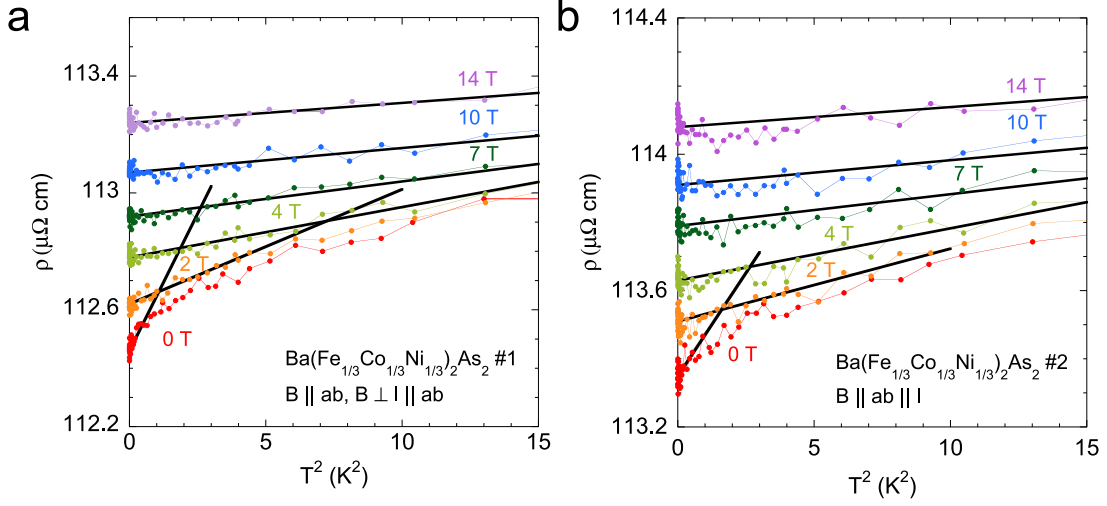 a
ρ (μΩ cm)
113.4
113
112.6
112.2
14 T
10 T
7 T
4 T
2 T
0 T
Ba(Fe1/3Co1/3Ni1/3)2As2 #1
B || ab, B ⊥ I || ab
0
5
10
15
T2 (K2)
b
ρ (μΩ cm)
114.4
114
113.6
113.2
14 T
10 T
7 T
4 T
2 T
0 T
Ba(Fe1/3Co1/3Ni1/3)2As2 #2
B || ab || I
0
5
10
15
T2 (K2)